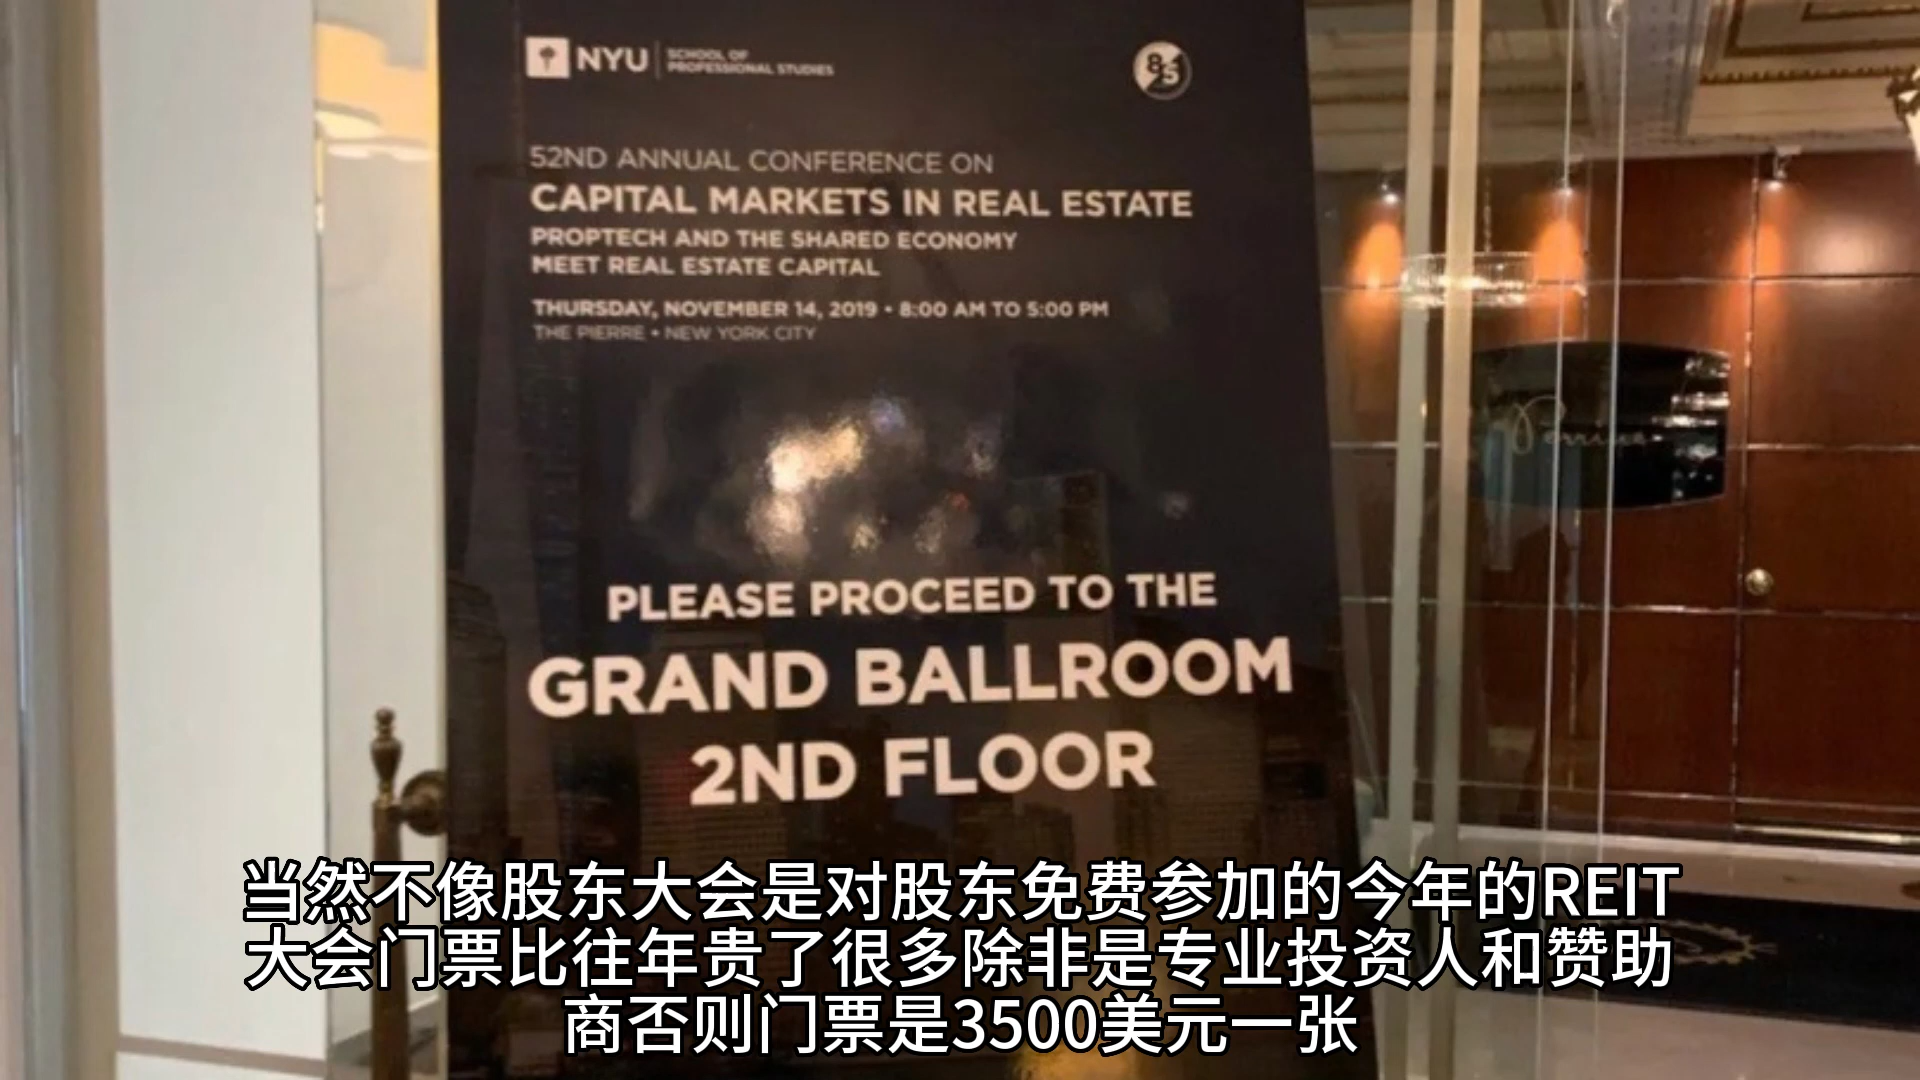 NYU
SCHOOL OF
PROFESSIONAL STUDIES
85
52ND ANNUAL CONFERENCE ON
CAPITAL MARKETS IN REAL ESTATE
PROPTECH AND THE SHARED ECONOMY
MEET REAL ESTATE CAPITAL
THURSDAY, NOVEMBER 14, 2019 • 8:00 AM TO 5:00 PM
THE PIERRE • NEW YORK CITY
Perrine
PLEASE PROCEED TO THE
GRAND BALLROOM
2ND FLOOR
当然不像股东大会是对股东免费参加的今年的REIT
大会门票比往年贵了很多除非是专业投资人和赞助
商否则门票是3500美元一张